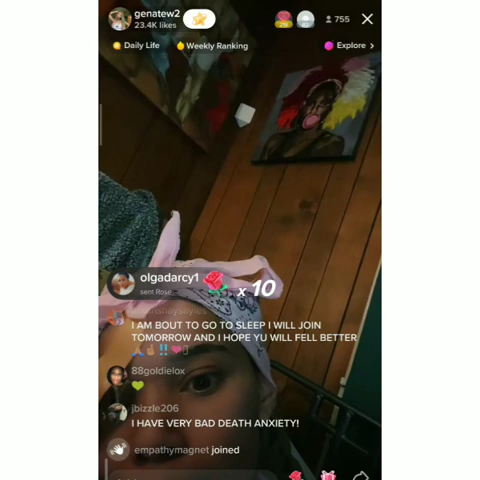 genatew2
23.4K likes
755
Daily Life
Weekly Ranking
Explore >
olgadarcy1
sent Rose
x 10
I AM BOUT TO GO TO SLEEP I WILL JOIN
TOMORROW AND I HOPE YU WILL FELL BETTER
🙏🏽☝🏽‼️❤️
88goldielox
💚
jbizzle206
I HAVE VERY BAD DEATH ANXIETY!
empathymagnet joined